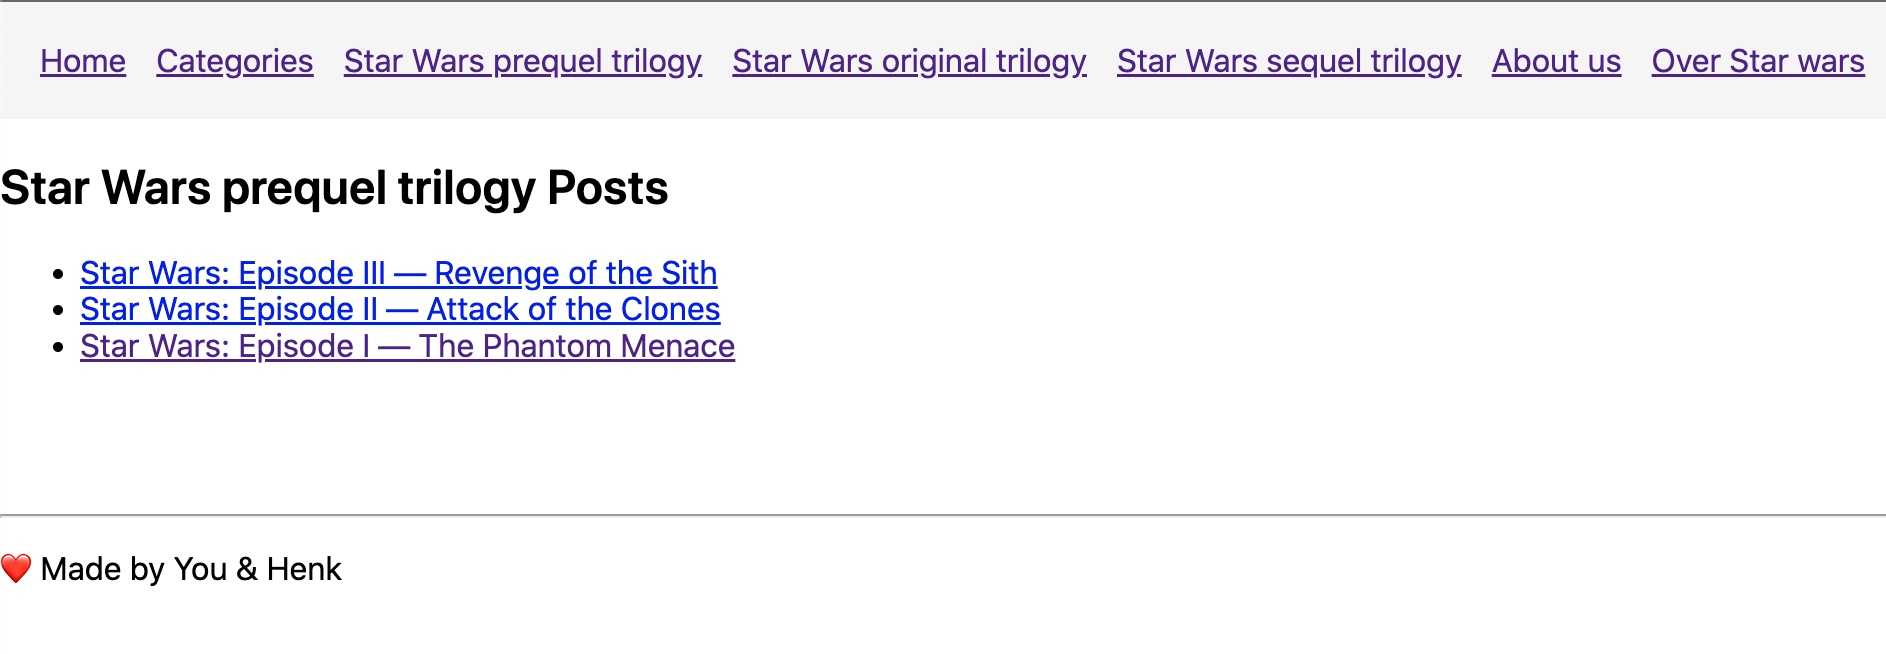 Home Categories Star Wars prequel trilogy Star Wars original trilogy Star Wars sequel trilogy About us Over Star wars
Star Wars prequel trilogy Posts
• Star Wars: Episode III — Revenge of the Sith
• Star Wars: Episode II — Attack of the Clones
• Star Wars: Episode I — The Phantom Menace
❤️ Made by You & Henk